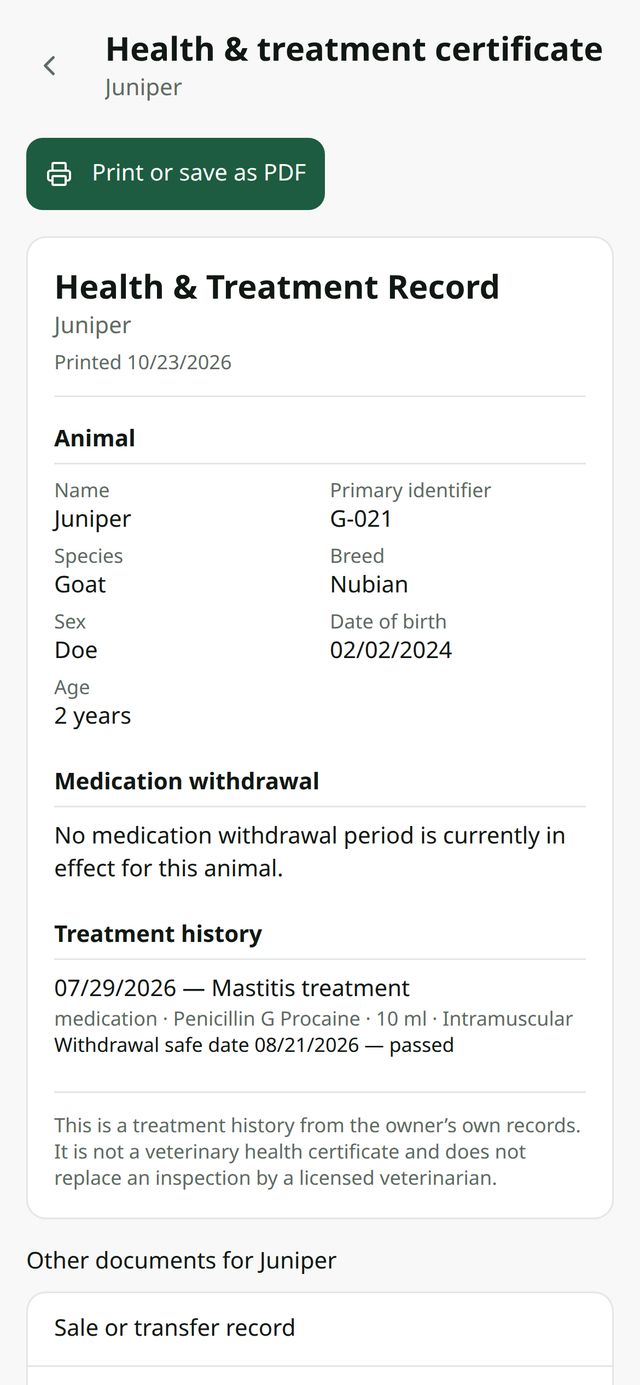 Health & treatment certificate
Juniper
Print or save as PDF
Health & Treatment Record
Juniper
Printed 10/23/2026
Animal
Name
Juniper
Primary identifier
G-021
Species
Goat
Breed
Nubian
Sex
Doe
Date of birth
02/02/2024
Age
2 years
Medication withdrawal
No medication withdrawal period is currently in
effect for this animal.
Treatment history
07/29/2026 — Mastitis treatment
medication · Penicillin G Procaine · 10 ml · Intramuscular
Withdrawal safe date 08/21/2026 — passed
This is a treatment history from the owner’s own records.
It is not a veterinary health certificate and does not
replace an inspection by a licensed veterinarian.
Other documents for Juniper
Sale or transfer record